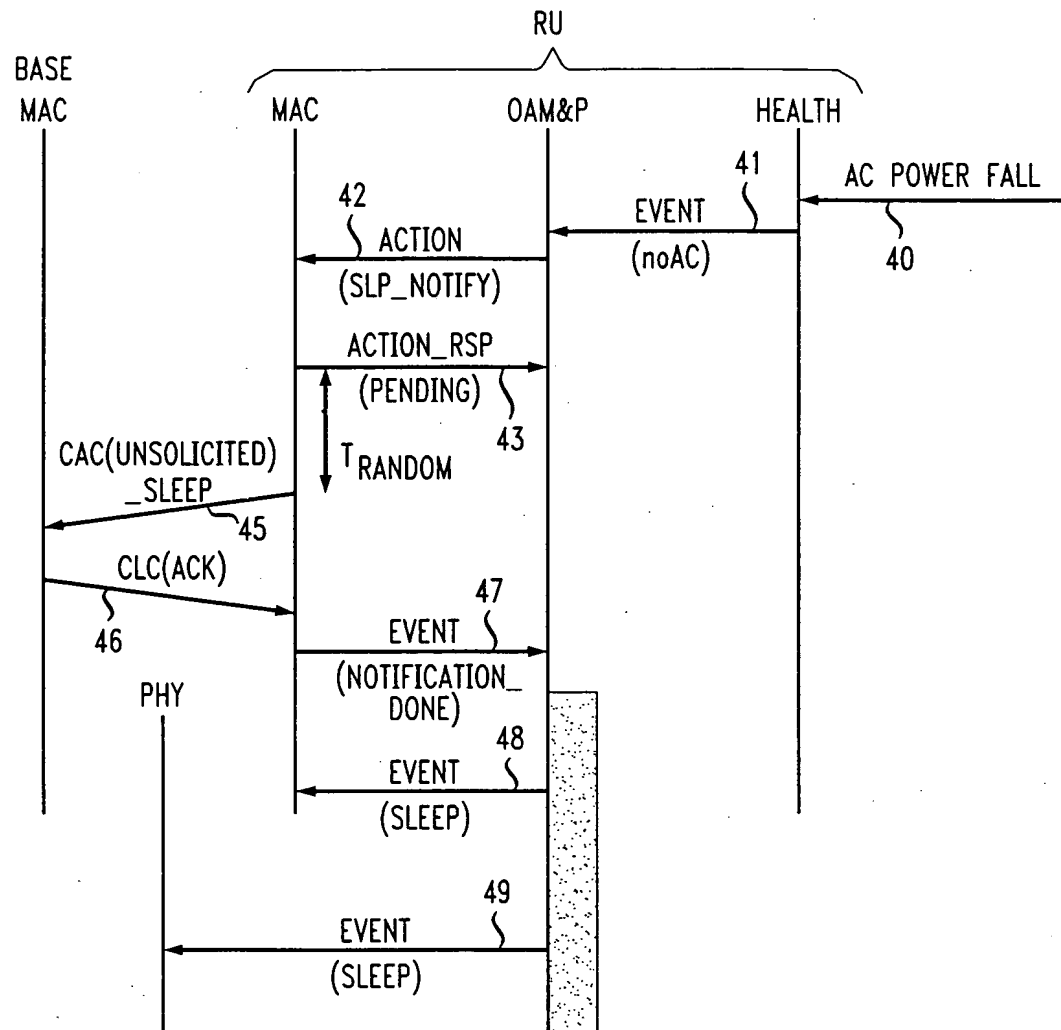 RU
BASE
MAC
MAC
OAM&P
HEALTH
AC POWER FALL
40
41
EVENT
(noAC)
42
ACTION
(SLP_NOTIFY)
ACTION_RSP
(PENDING)
43
T RANDOM
CAC(UNSOLICITED)
_SLEEP
45
CLC(ACK)
46
47
EVENT
(NOTIFICATION_
DONE)
PHY
48
EVENT
(SLEEP)
49
EVENT
(SLEEP)